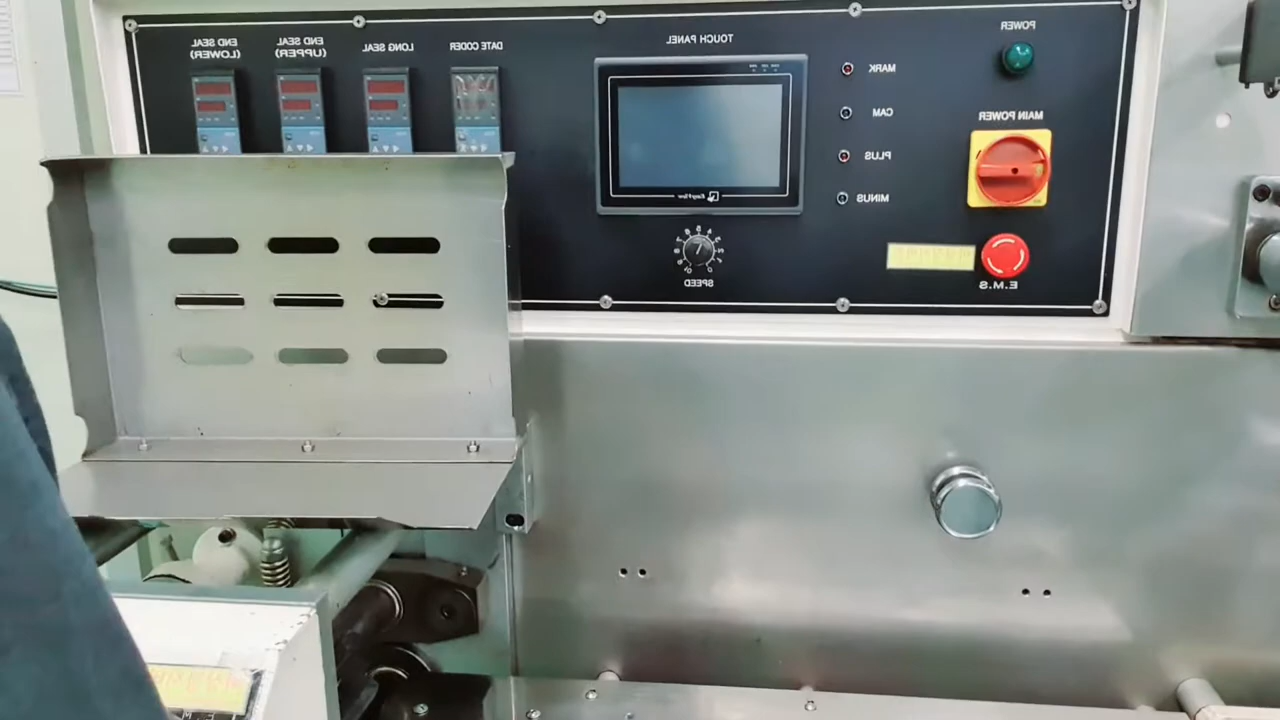 END SEAL
(LOWER)
END SEAL
(UPPER)
LONG SEAL
DATE CODER
TOUCH PANEL
MARK
CAM
PLUS
MINUS
SPEED
POWER
MAIN POWER
E.M.S